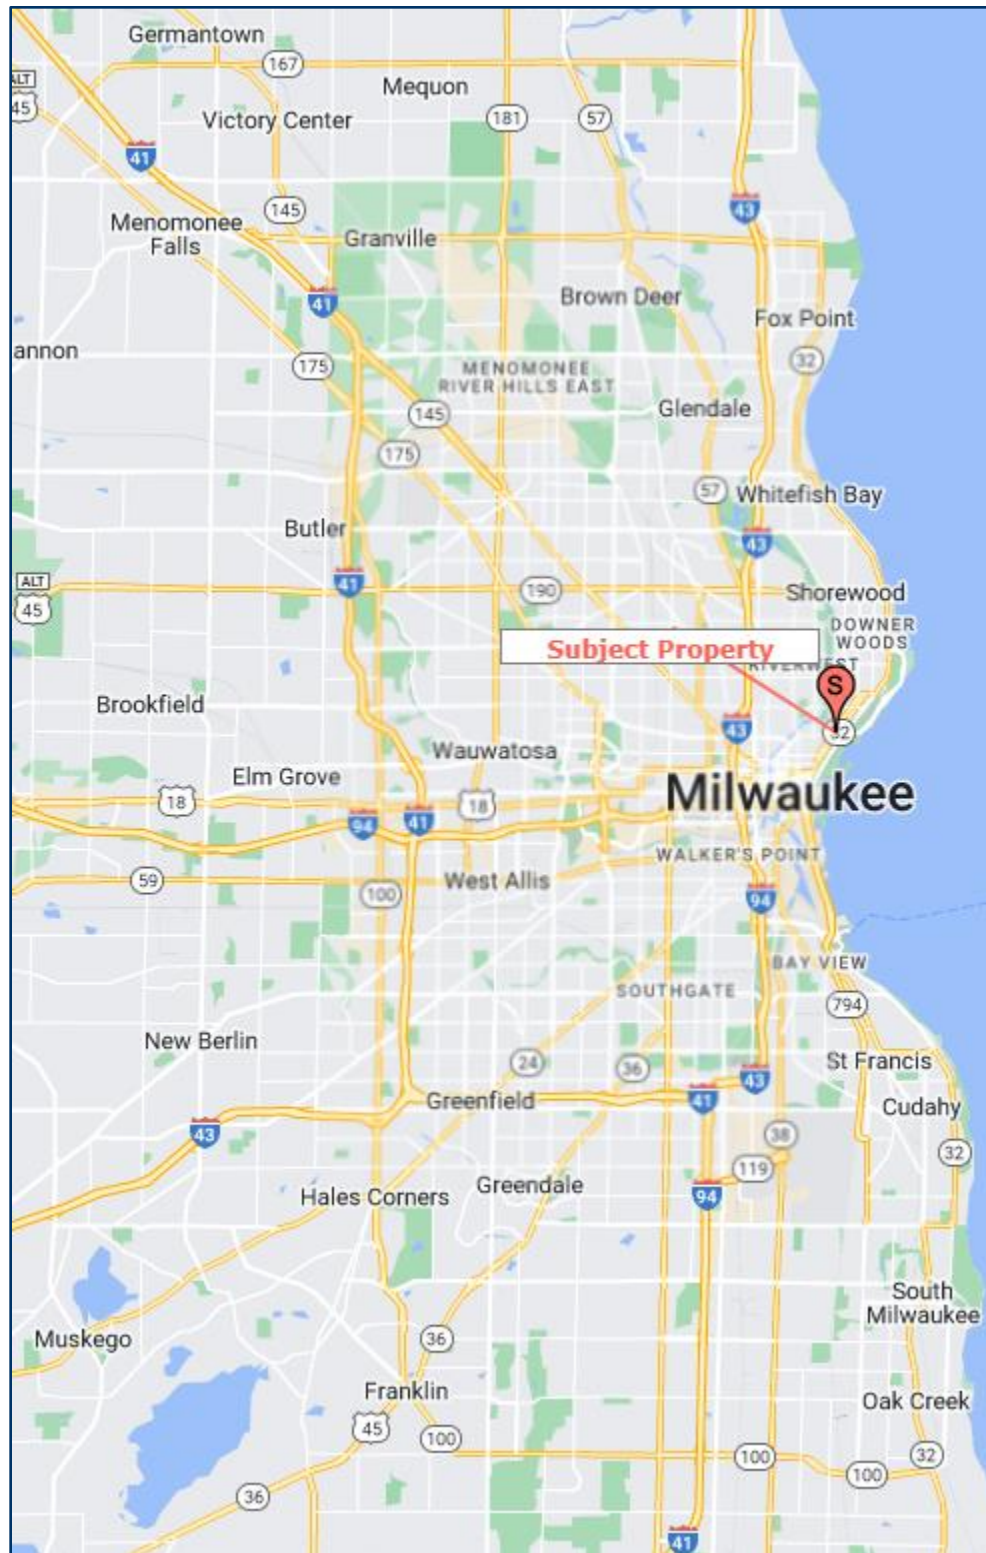 Germantown
167
ALT
45
Mequon
Victory Center
181
57
41
145
43
Menomonee
Falls
Granville
41
Brown Deer
Fox Point
annon
175
MENOMONEE
RIVER HILLS EAST
32
145
Glendale
175
57
Whitefish Bay
Butler
43
ALT
45
41
190
Shorewood
DOWNER
WOODS
Subject Property
RIVERWEST
S
Brookfield
43
32
Wauwatosa
Elm Grove
18
18
Milwaukee
94
41
WALKER'S POINT
59
100
West Allis
94
BAY VIEW
SOUTHGATE
794
New Berlin
24
36
St Francis
43
41
Greenfield
Cudahy
43
38
32
119
Hales Corners
Greendale
94
South
Milwaukee
Muskego
36
Franklin
45
Oak Creek
100
100
32
100
36
41